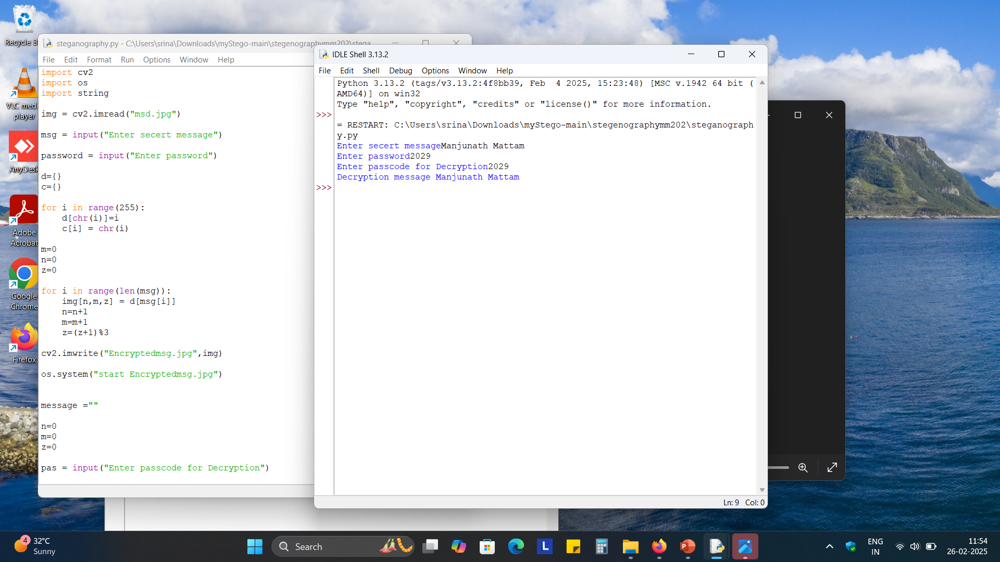 Recycle B
VLC medi
player
AnyDesk
Adobe
Acrobat
Google
Chrome
Firefox
steganography.py - C:\Users\srina\Downloads\myStego-main\stegenographymm202\stega
File Edit Format Run Options Window Help
import cv2
import os
import string
img = cv2.imread("msd.jpg")
msg = input("Enter secert message")
password = input("Enter password")
d={}
c={}
for i in range(255):
    d[chr(i)]=i
    c[i] = chr(i)
m=0
n=0
z=0
for i in range(len(msg)):
    img[n,m,z] = d[msg[i]]
    n=n+1
    m=m+1
    z=(z+1)%3
cv2.imwrite("Encryptedmsg.jpg",img)
os.system("start Encryptedmsg.jpg")
message =""
n=0
m=0
z=0
pas = input("Enter passcode for Decryption")
IDLE Shell 3.13.2
File Edit Shell Debug Options Window Help
Python 3.13.2 (tags/v3.13.2:4f8bb39, Feb  4 2025, 15:23:48) [MSC v.1942 64 bit (
AMD64)] on win32
Type "help", "copyright", "credits" or "license()" for more information.
>>>
= RESTART: C:\Users\srina\Downloads\myStego-main\stegenographymm202\steganograph
y.py
Enter secert messageManjunath Mattam
Enter password2029
Enter passcode for Decryption2029
Decryption message Manjunath Mattam
>>>
Ln: 9 Col: 0
4
32°C
Sunny
Search
L
P
ENG
IN
11:54
26-02-2025